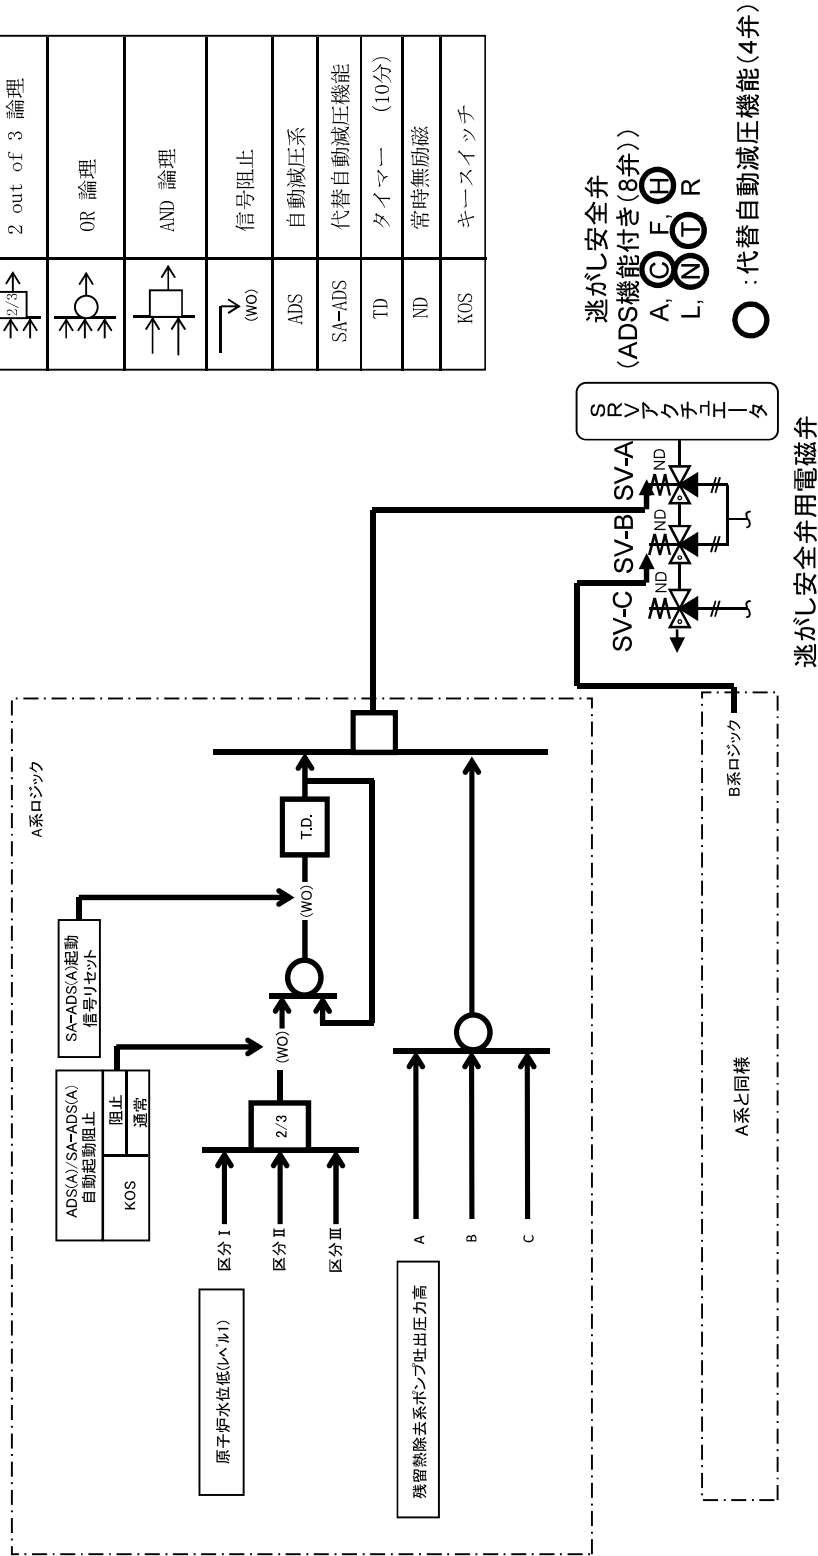 2/3
2 out of 3 論理
OR 論理
AND 論理
(WO)
信号阻止
ADS
自動減圧系
SA-ADS
代替自動減圧機能
TD
タイマー (10分)
ND
常時無励磁
KOS
キースイッチ
逃がし安全弁
(ADS機能付き(8弁))
A, C F, H
L, N T, R
:代替自動減圧機能(4弁)
A系ロジック
SA-ADS(A)起動
信号リセット
ADS(A)/SA-ADS(A)
自動起動阻止
KOS
阻止
通常
原子炉水位低(レベル1)
区分Ⅰ
区分Ⅱ
区分Ⅲ
2/3
(WO)
(WO)
T.D.
残留熱除去系ポンプ吐出圧力高
A
B
C
B系ロジック
A系と同様
SV-C
SV-B
SV-A
ND
ND
ND
SRVアクチュエータ
逃がし安全弁用電磁弁